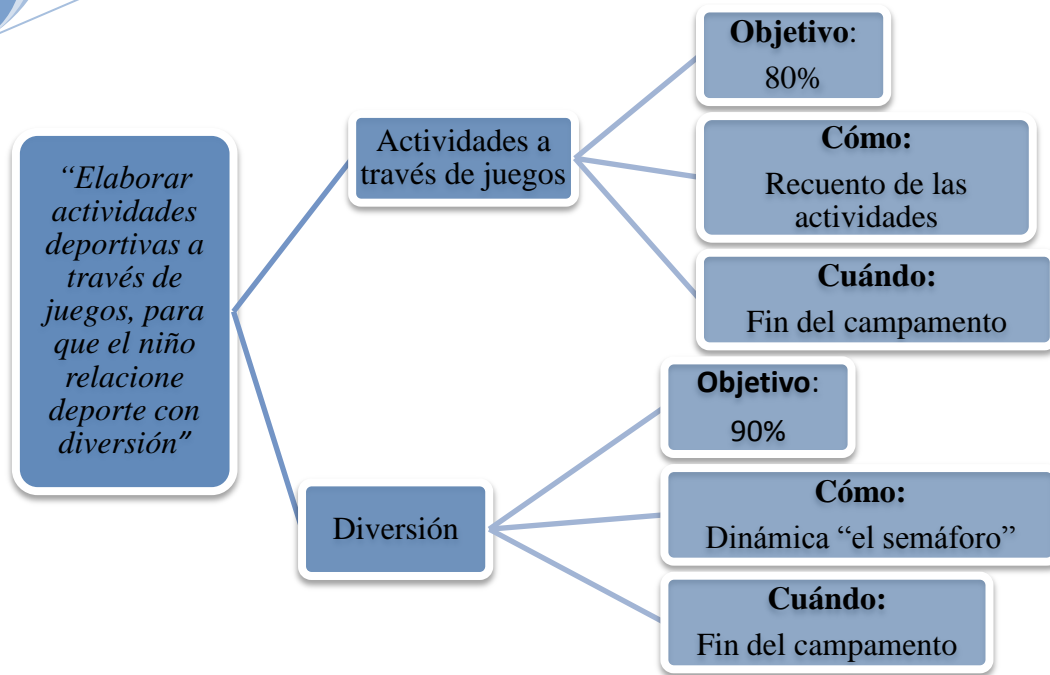 “Elaborar
actividades
deportivas a
través de
juegos, para
que el niño
relacione
deporte con
diversión”
Actividades a
través de juegos
Objetivo:
80%
Cómo:
Recuento de las
actividades
Cuándo:
Fin del campamento
Diversión
Objetivo:
90%
Cómo:
Dinámica “el semáforo”
Cuándo:
Fin del campamento